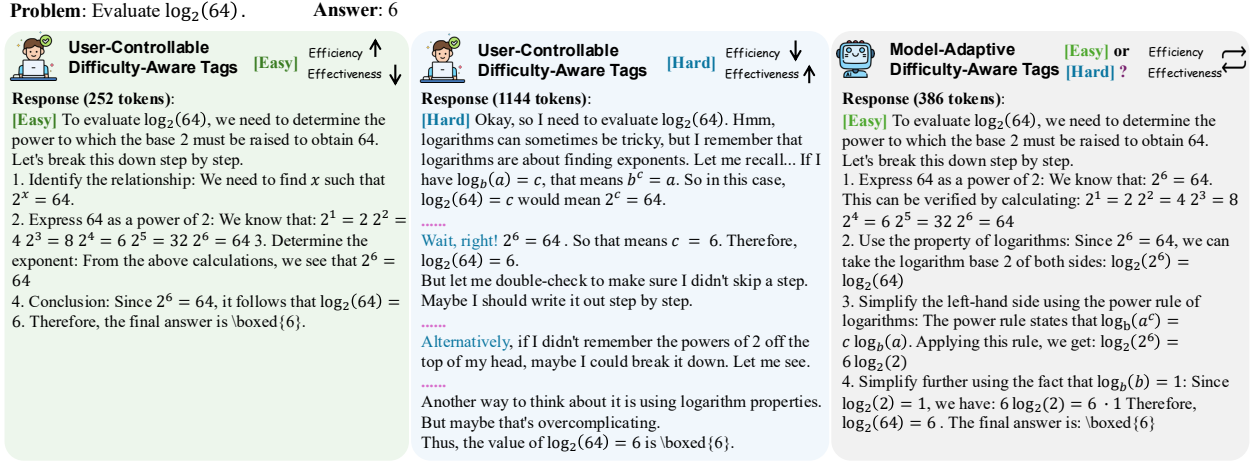 Problem: Evaluate log₂(64). Answer: 6
User-Controllable
Difficulty-Aware Tags
[Easy]
Efficiency ↑
Effectiveness ↓
Response (252 tokens):
[Easy] To evaluate log₂(64), we need to determine the
power to which the base 2 must be raised to obtain 64.
Let's break this down step by step.
1. Identify the relationship: We need to find x such that
2ˣ = 64.
2. Express 64 as a power of 2: We know that: 2¹ = 2 2² =
4 2³ = 8 2⁴ = 6 2⁵ = 32 2⁶ = 64 3. Determine the
exponent: From the above calculations, we see that 2⁶ =
64
4. Conclusion: Since 2⁶ = 64, it follows that log₂(64) =
6. Therefore, the final answer is \boxed{6}.
User-Controllable
Difficulty-Aware Tags
[Hard]
Efficiency ↓
Effectiveness ↑
Response (1144 tokens):
[Hard] Okay, so I need to evaluate log₂(64). Hmm,
logarithms can sometimes be tricky, but I remember that
logarithms are about finding exponents. Let me recall... If I
have log_b(a) = c, that means bᶜ = a. So in this case,
log₂(64) = c would mean 2ᶜ = 64.
......
Wait, right! 2⁶ = 64 . So that means c = 6. Therefore,
log₂(64) = 6.
But let me double-check to make sure I didn't skip a step.
Maybe I should write it out step by step.
......
Alternatively, if I didn't remember the powers of 2 off the
top of my head, maybe I could break it down. Let me see.
......
Another way to think about it is using logarithm properties.
But maybe that's overcomplicating.
Thus, the value of log₂(64) = 6 is \boxed{6}.
Model-Adaptive
Difficulty-Aware Tags
[Easy] or
[Hard] ?
Efficiency
Effectiveness
Response (386 tokens):
[Easy] To evaluate log₂(64), we need to determine the
power to which the base 2 must be raised to obtain 64.
Let's break this down step by step.
1. Express 64 as a power of 2: We know that: 2⁶ = 64.
This can be verified by calculating: 2¹ = 2 2² = 4 2³ = 8
2⁴ = 6 2⁵ = 32 2⁶ = 64
2. Use the property of logarithms: Since 2⁶ = 64, we can
take the logarithm base 2 of both sides: log₂(2⁶) =
log₂(64)
3. Simplify the left-hand side using the power rule of
logarithms: The power rule states that log_b(aᶜ) =
c log_b(a). Applying this rule, we get: log₂(2⁶) =
6 log₂(2)
4. Simplify further using the fact that log_b(b) = 1: Since
log₂(2) = 1, we have: 6 log₂(2) = 6 · 1 Therefore,
log₂(64) = 6 . The final answer is: \boxed{6}